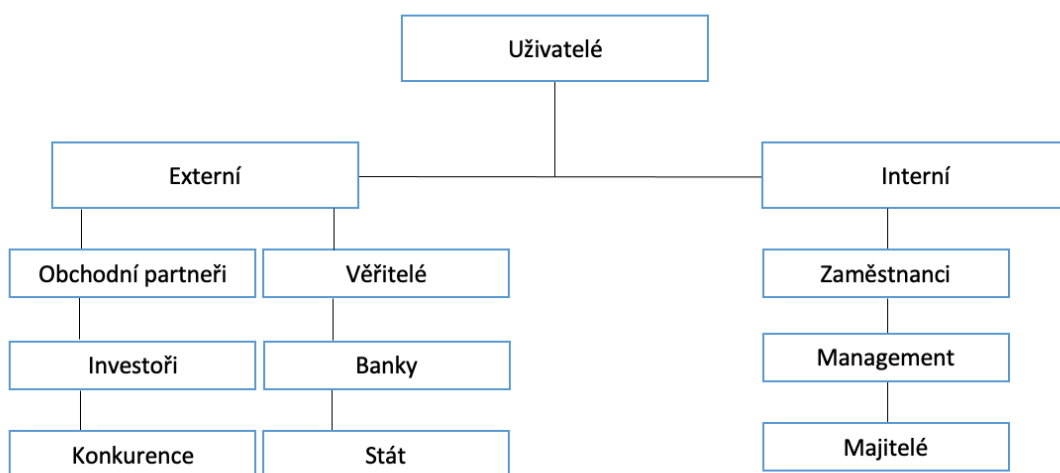 Uživatelé
Externí
Interní
Obchodní partneři
Věřitelé
Zaměstnanci
Investoři
Banky
Management
Konkurence
Stát
Majitelé